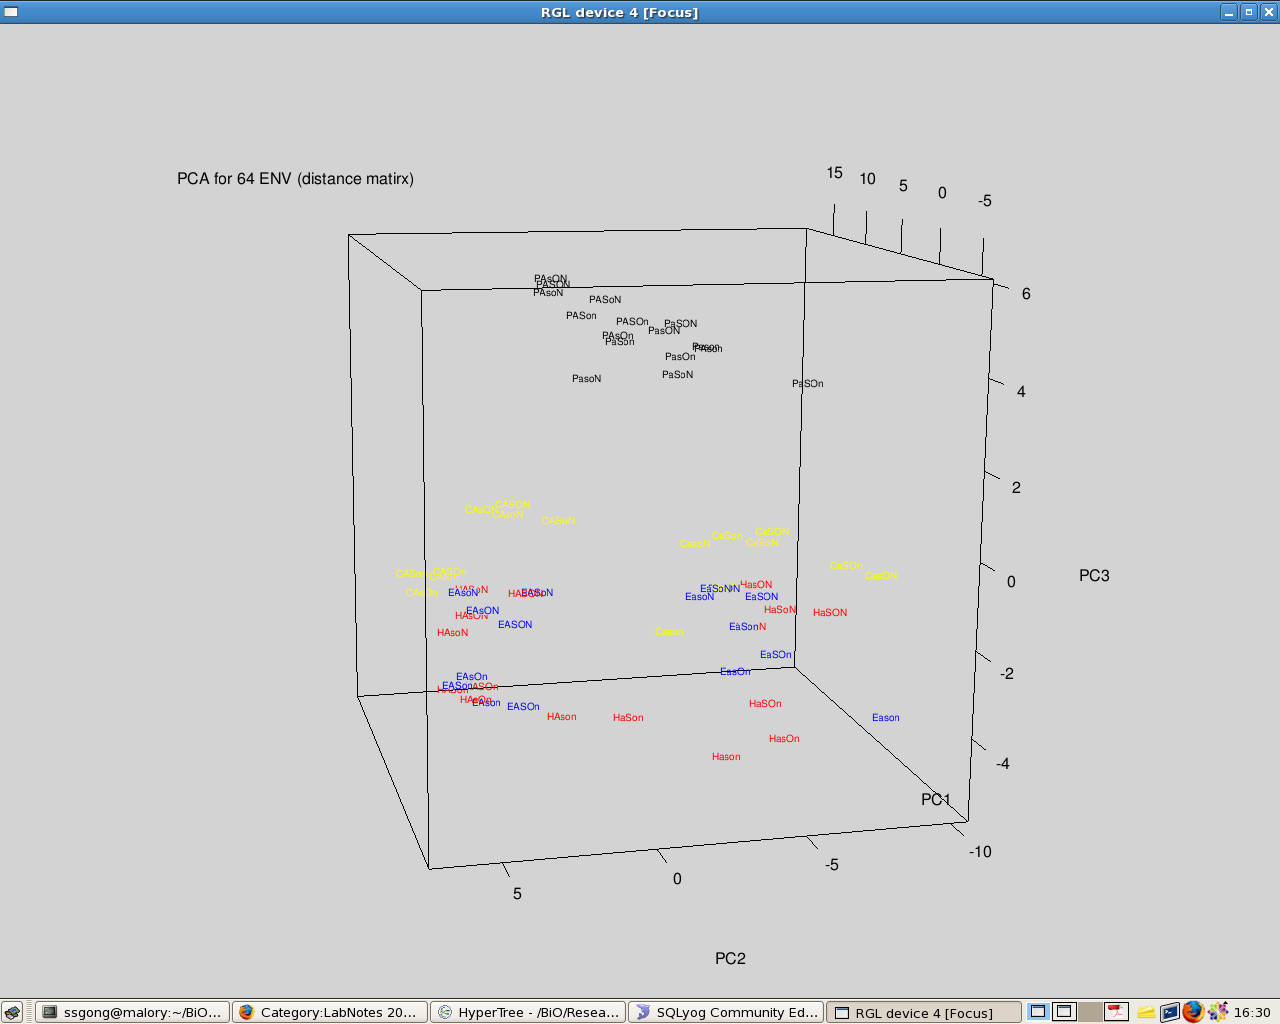 RGL device 4 [Focus]
PCA for 64 ENV (distance matirx)
15 10 5 0 -5
PAsON
PASON
PAsoN
PASoN
PASon
PASOn
PaSON
PasON
PAsOn
PaSon
Pason
PAson
PasOn
PaSoN
PasoN
PaSOn
6
4
2
0
-2
-4
PC3
CASON
CAsON
CAsoN
CASoN
CaSON
CaSon
CasoN
CaSoN
CaSOn
CasON
CASOn
CASon
CAsOn
HASoN
EAsoN
HASON
EASoN
HasON
EaSoN
EasoN
EaSON
EAsON
HAsON
HaSoN
HaSON
EASON
HAsoN
Cason
EaSon
EaSOn
EasOn
EAsOn
EASon
HASOn
HAson
HAsOn
EAson
EASOn
HAson
HaSon
HaSOn
Eason
HasOn
Hason
PC1
-10
-5
0
5
PC2
ssgong@malory:~/BiO...
Category:LabNotes 20...
HyperTree - /BiO/Resea...
SQLyog Community Ed...
RGL device 4 [Focus]
16:30